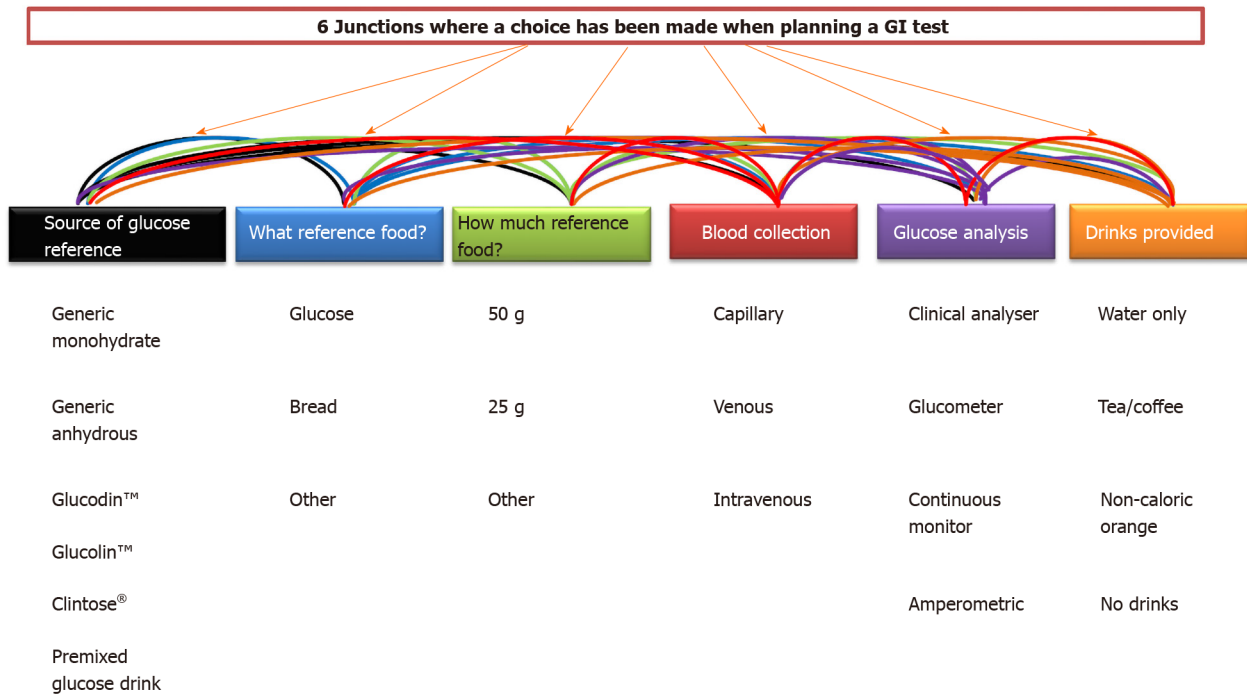 6 Junctions where a choice has been made when planning a GI test
Source of glucose
reference
What reference food?
How much reference
food?
Blood collection
Glucose analysis
Drinks provided
Generic
monohydrate
Glucose
50 g
Capillary
Clinical analyser
Water only
Generic
anhydrous
Bread
25 g
Venous
Glucometer
Tea/coffee
Glucodin™
Other
Other
Intravenous
Continuous
monitor
Non-caloric
orange
Glucolin™
Clintose®
Amperometric
No drinks
Premixed
glucose drink